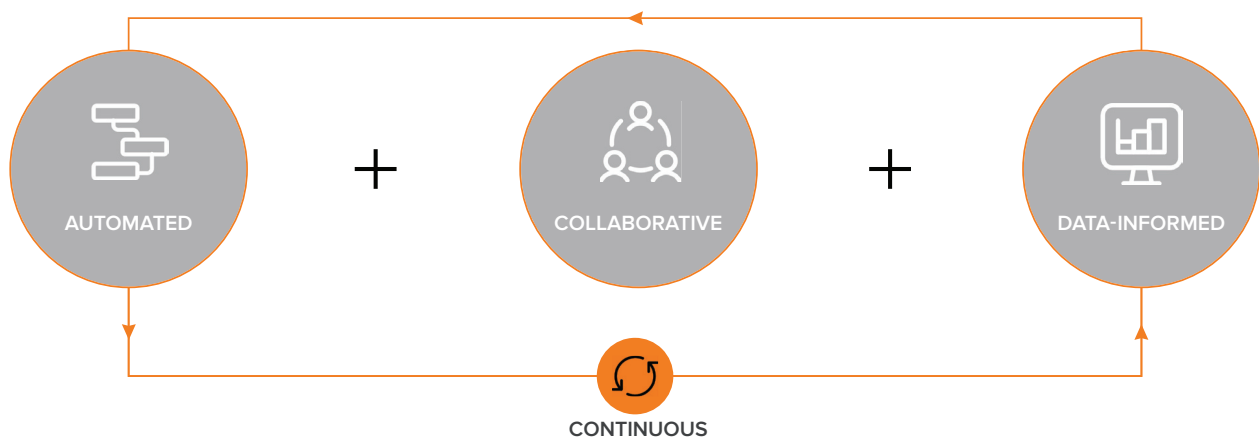 AUTOMATED
COLLABORATIVE
DATA-INFORMED
CONTINUOUS